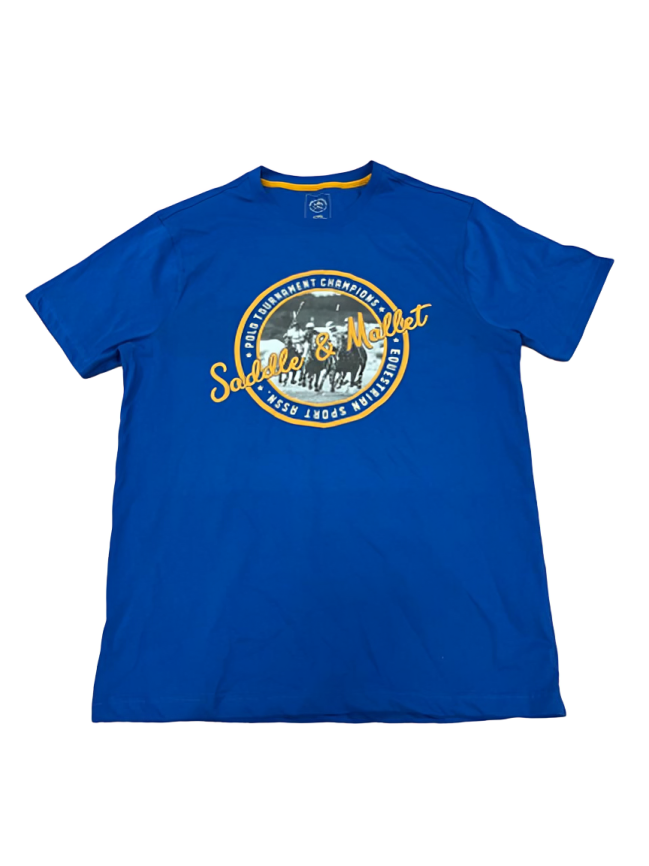 POLO TOURNAMENT CHAMPIONS
Saddle & Mallet
EQUESTRIAN SPORT ASSN.